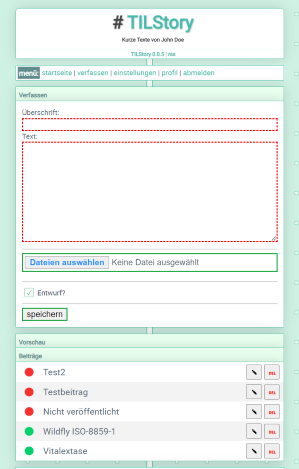 # TILStory
Kurze Texte von John Doe
TILStory 0.0.5 | rss
menü: startseite | verfassen | einstellungen | profil | abmelden
Verfassen
Überschrift:
Text:
Dateien auswählen Keine Datei ausgewählt
Entwurf?
speichern
Vorschau
Beiträge
Test2 DEL
Testbeitrag DEL
Nicht veröffentlicht DEL
Wildfly ISO-8859-1 DEL
Vitalextase DEL